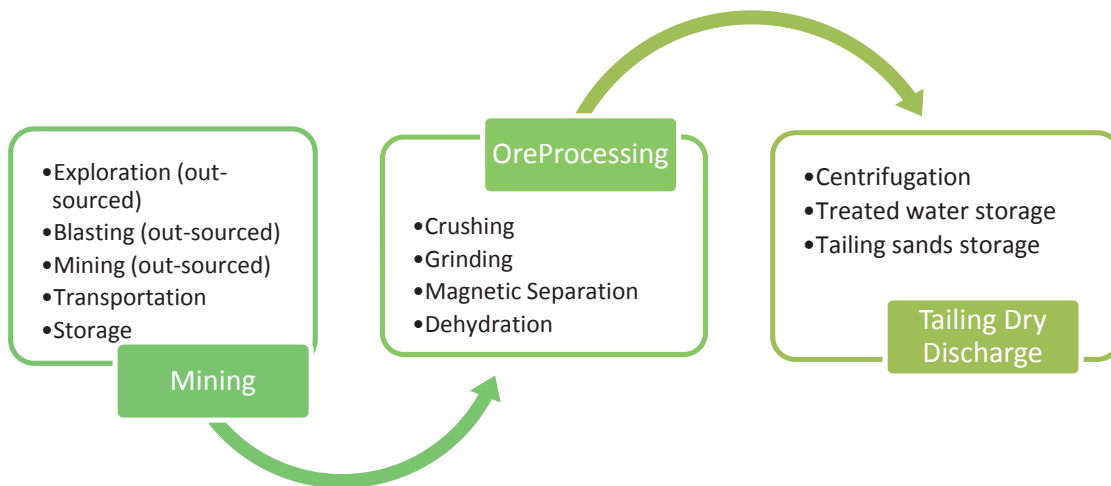 •Exploration (out-
sourced)
•Blasting (out-sourced)
•Mining (out-sourced)
•Transportation
•Storage
Mining
OreProcessing
•Crushing
•Grinding
•Magnetic Separation
•Dehydration
•Centrifugation
•Treated water storage
•Tailing sands storage
Tailing Dry
Discharge